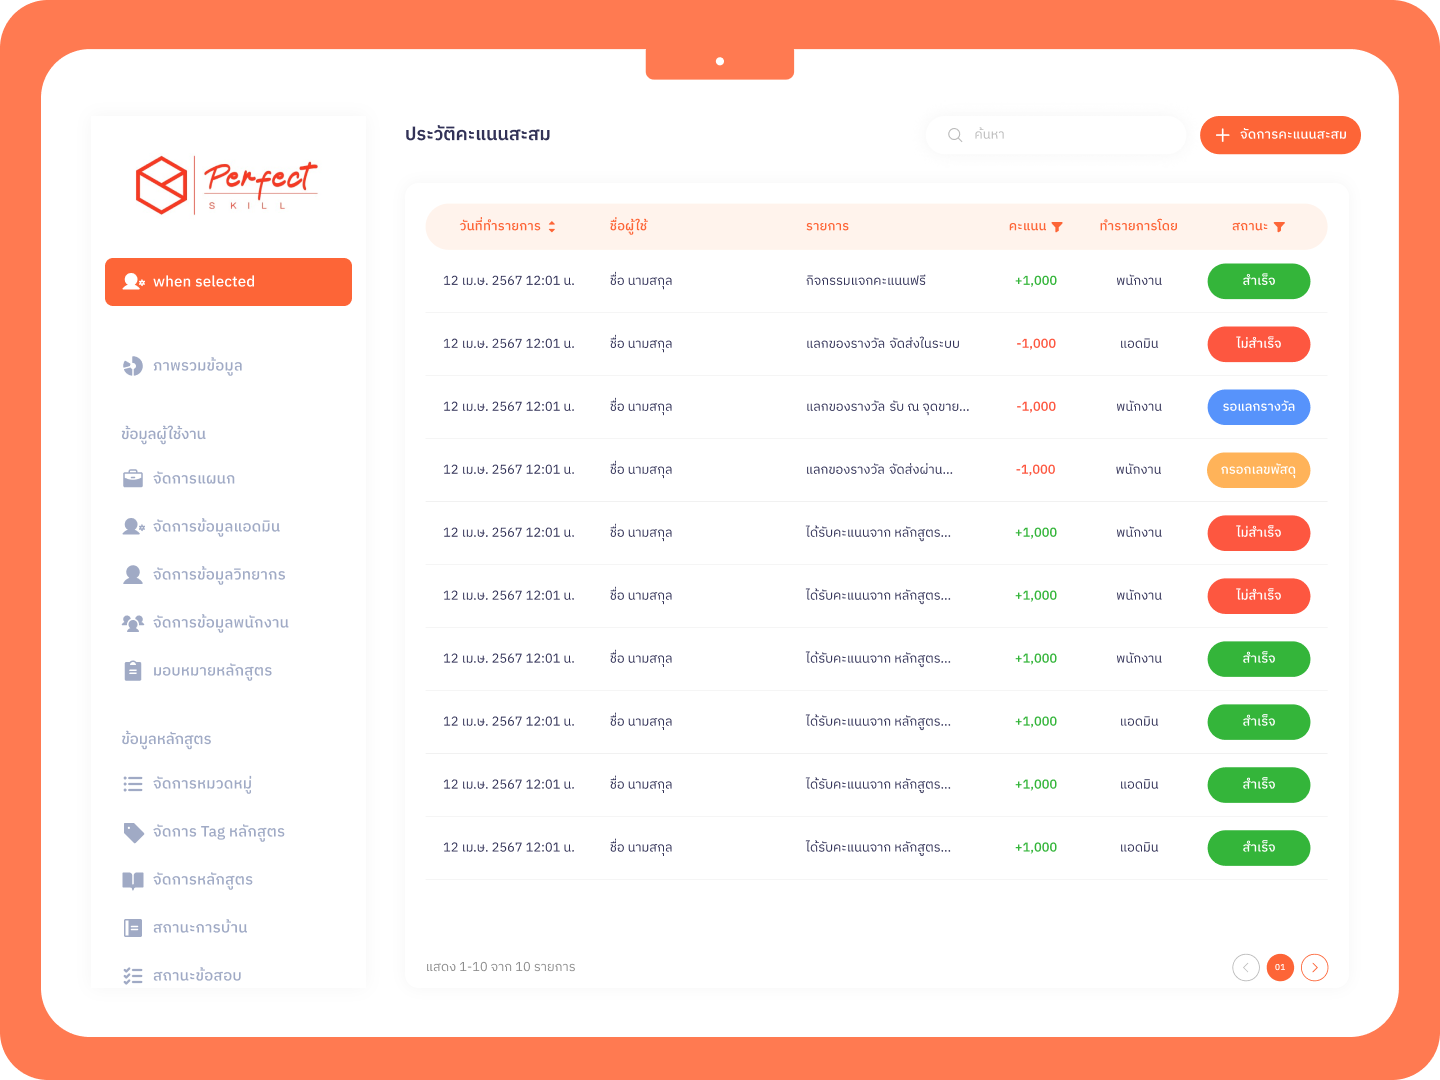 Perfect
SKILL
when selected
ภาพรวมข้อมูล
ข้อมูลผู้ใช้งาน
จัดการแผนก
จัดการข้อมูลแอดมิน
จัดการข้อมูลวิทยากร
จัดการข้อมูลพนักงาน
มอบหมายหลักสูตร
ข้อมูลหลักสูตร
จัดการหมวดหมู่
จัดการ Tag หลักสูตร
จัดการหลักสูตร
สถานะการบ้าน
สถานะข้อสอบ
ประวัติคะแนนสะสม
ค้นหา
จัดการคะแนนสะสม
วันที่ทำรายการ ชื่อผู้ใช้ รายการ คะแนน ทำรายการโดย สถานะ
12 เม.ษ. 2567 12:01 น. ชื่อ นามสกุล กิจกรรมแจกคะแนนฟรี +1,000 พนักงาน สำเร็จ
12 เม.ษ. 2567 12:01 น. ชื่อ นามสกุล แลกของรางวัล จัดส่งในระบบ -1,000 แอดมิน ไม่สำเร็จ
12 เม.ษ. 2567 12:01 น. ชื่อ นามสกุล แลกของรางวัล รับ ณ จุดขาย... -1,000 พนักงาน รอแลกรางวัล
12 เม.ษ. 2567 12:01 น. ชื่อ นามสกุล แลกของรางวัล จัดส่งผ่าน... -1,000 พนักงาน กรอกเลขพัสดุ
12 เม.ษ. 2567 12:01 น. ชื่อ นามสกุล ได้รับคะแนนจาก หลักสูตร... +1,000 พนักงาน ไม่สำเร็จ
12 เม.ษ. 2567 12:01 น. ชื่อ นามสกุล ได้รับคะแนนจาก หลักสูตร... +1,000 พนักงาน ไม่สำเร็จ
12 เม.ษ. 2567 12:01 น. ชื่อ นามสกุล ได้รับคะแนนจาก หลักสูตร... +1,000 พนักงาน สำเร็จ
12 เม.ษ. 2567 12:01 น. ชื่อ นามสกุล ได้รับคะแนนจาก หลักสูตร... +1,000 แอดมิน สำเร็จ
12 เม.ษ. 2567 12:01 น. ชื่อ นามสกุล ได้รับคะแนนจาก หลักสูตร... +1,000 แอดมิน สำเร็จ
12 เม.ษ. 2567 12:01 น. ชื่อ นามสกุล ได้รับคะแนนจาก หลักสูตร... +1,000 แอดมิน สำเร็จ
แสดง 1-10 จาก 10 รายการ
01